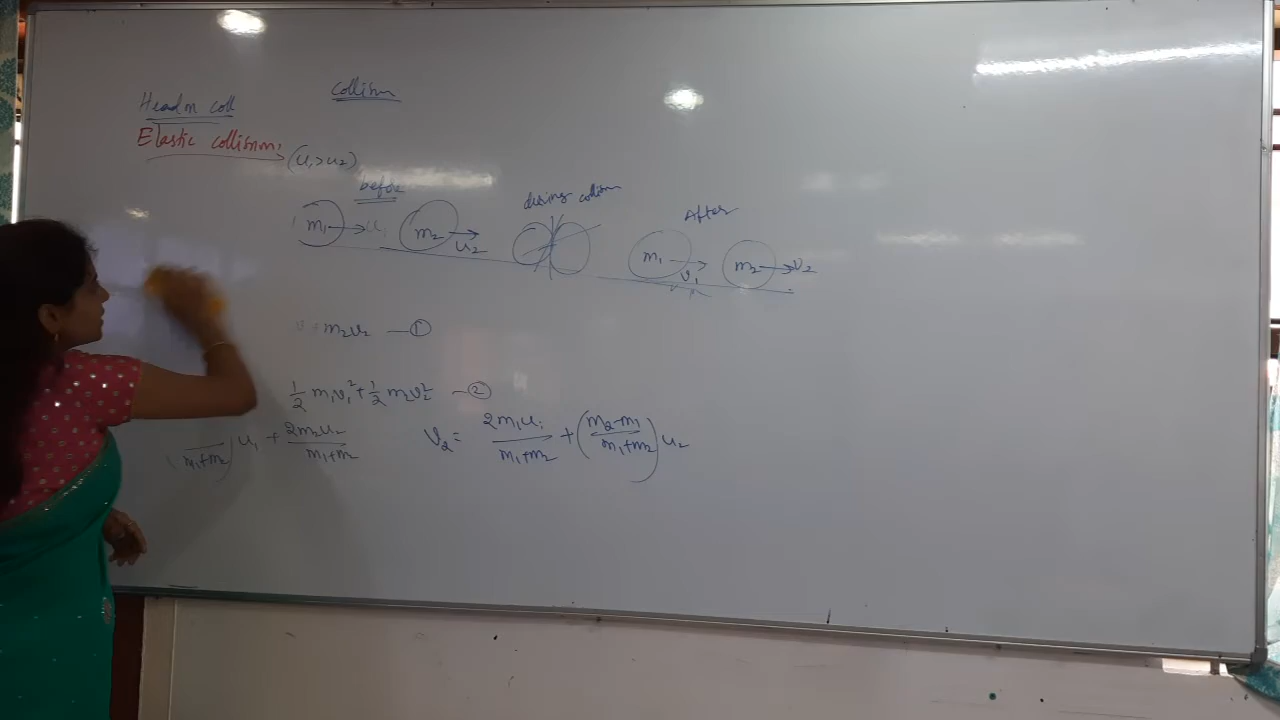 Collision
Head on coll
Elastic collision:
(u₁>u₂)
before
during collision
After
m₁ → u₁ m₂ → u₂
m₁ → v₁ m₂ → v₂
+ m₂v₂ — ①
½ m₁v₁² + ½ m₂v₂² — ②
m₁+m₂) u₁ + 2m₂u₂/m₁+m₂ v₂ = 2m₁u₁/m₁+m₂ + (m₂-m₁/m₁+m₂) u₂